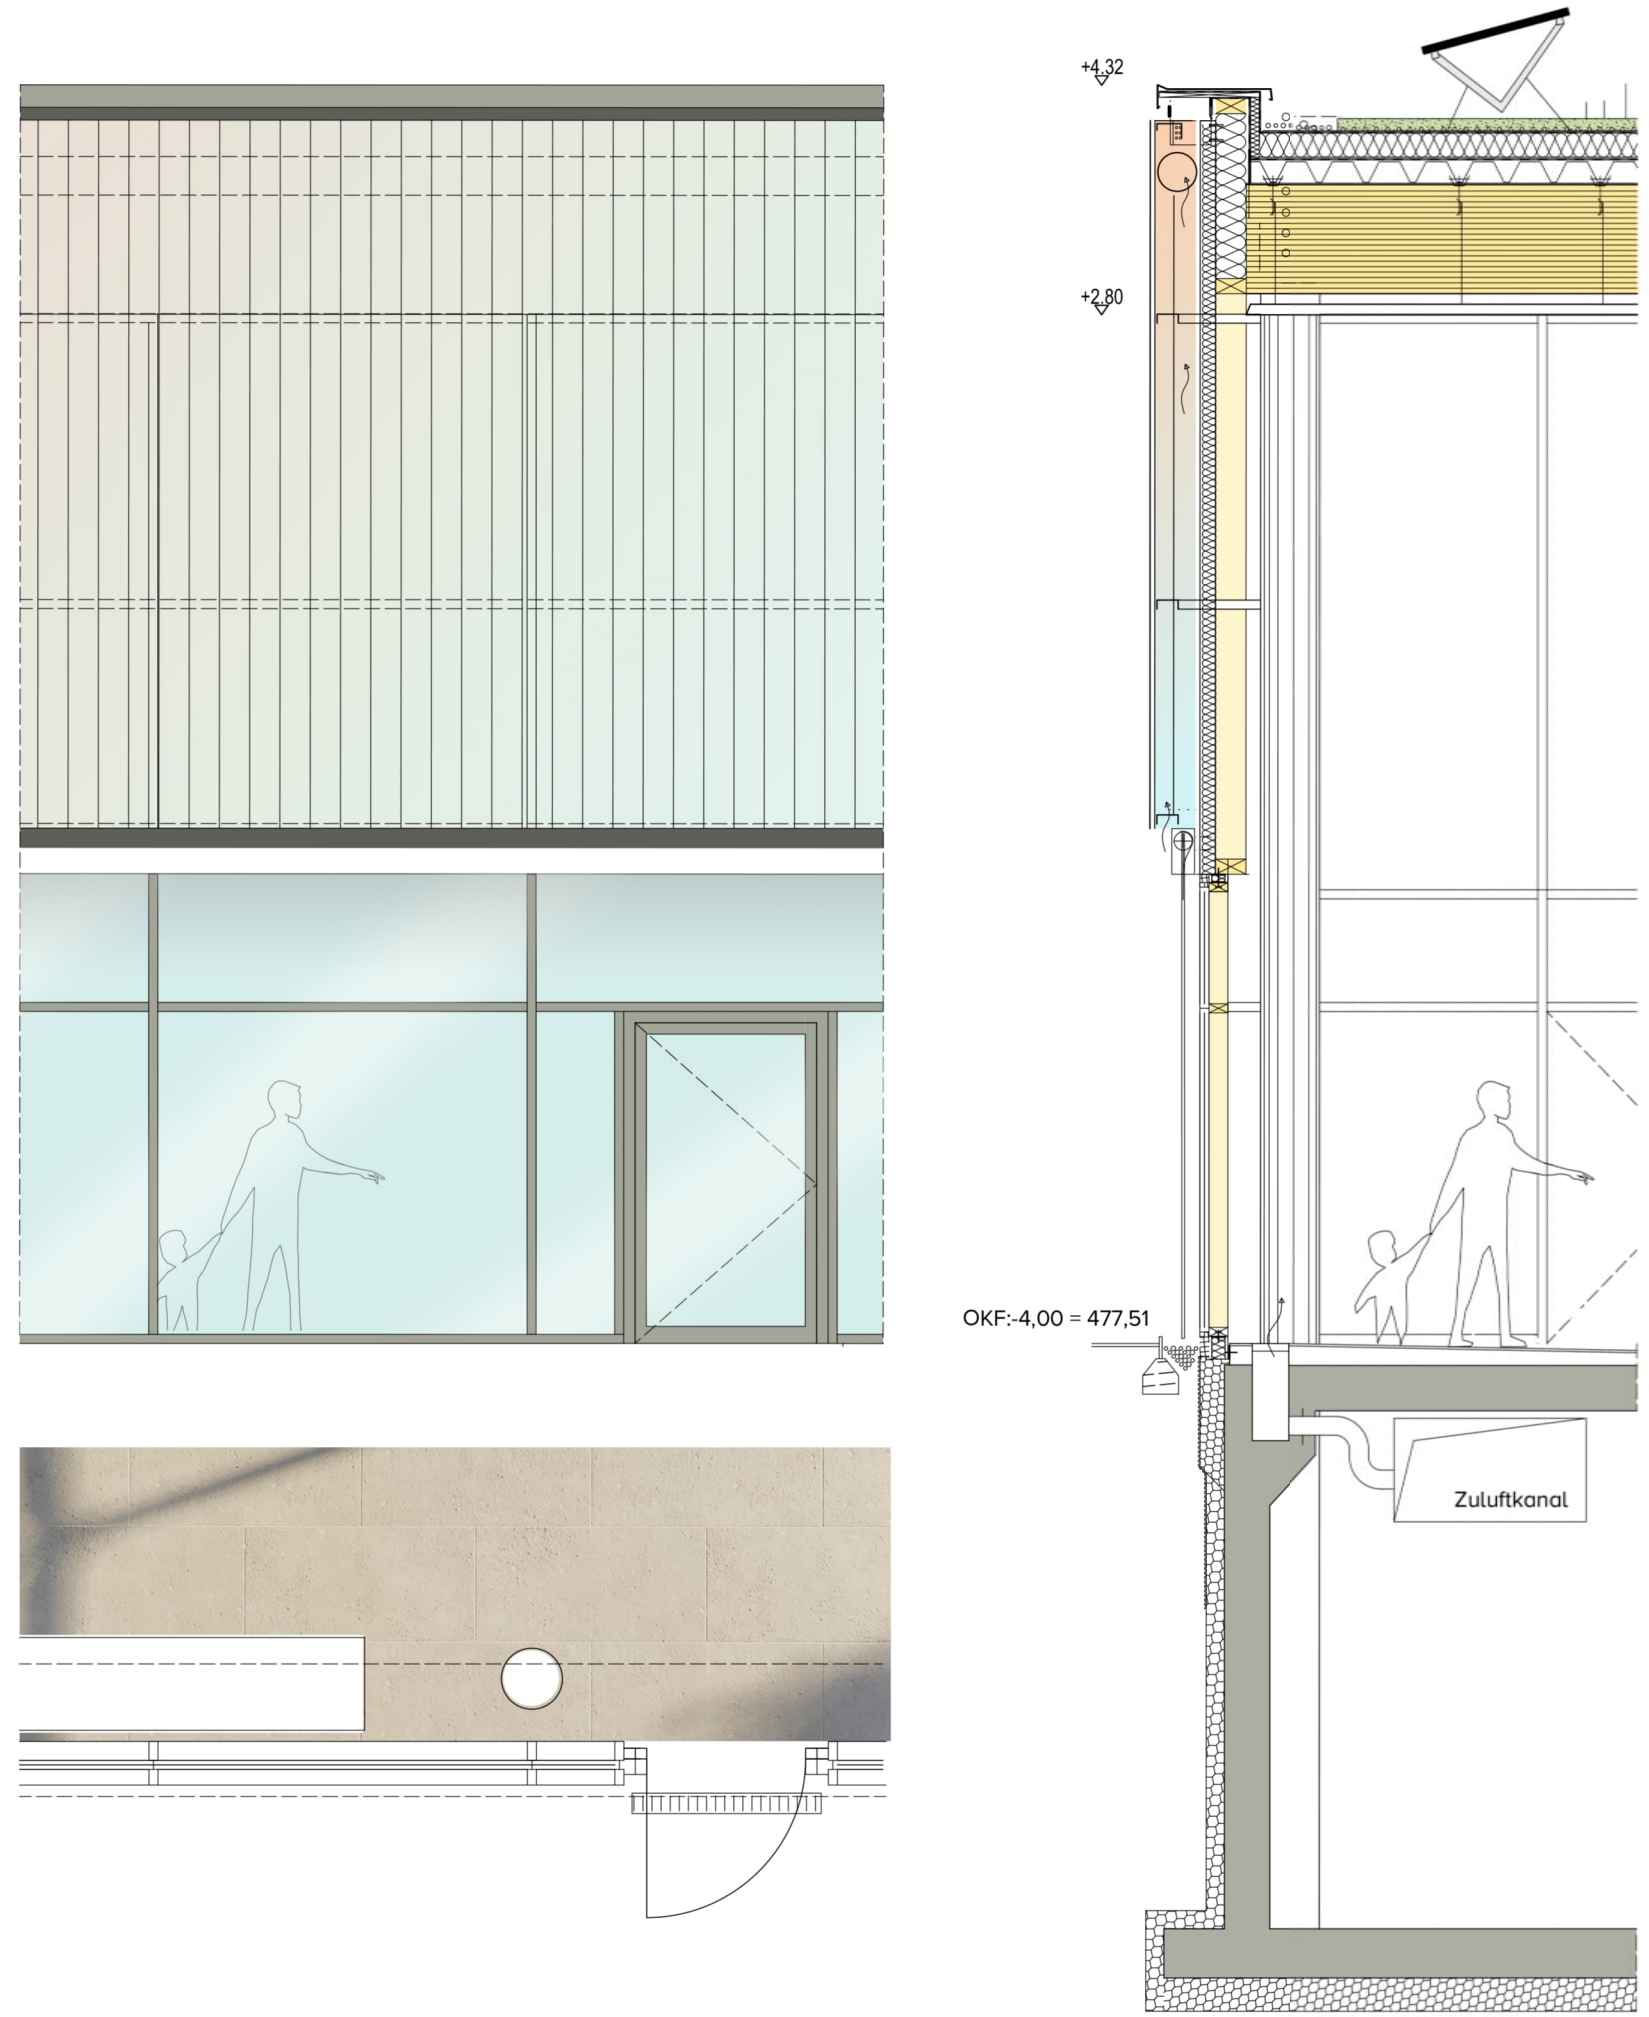 +4.32
+2.80
OKF:-4,00 = 477,51
Zuluftkanal